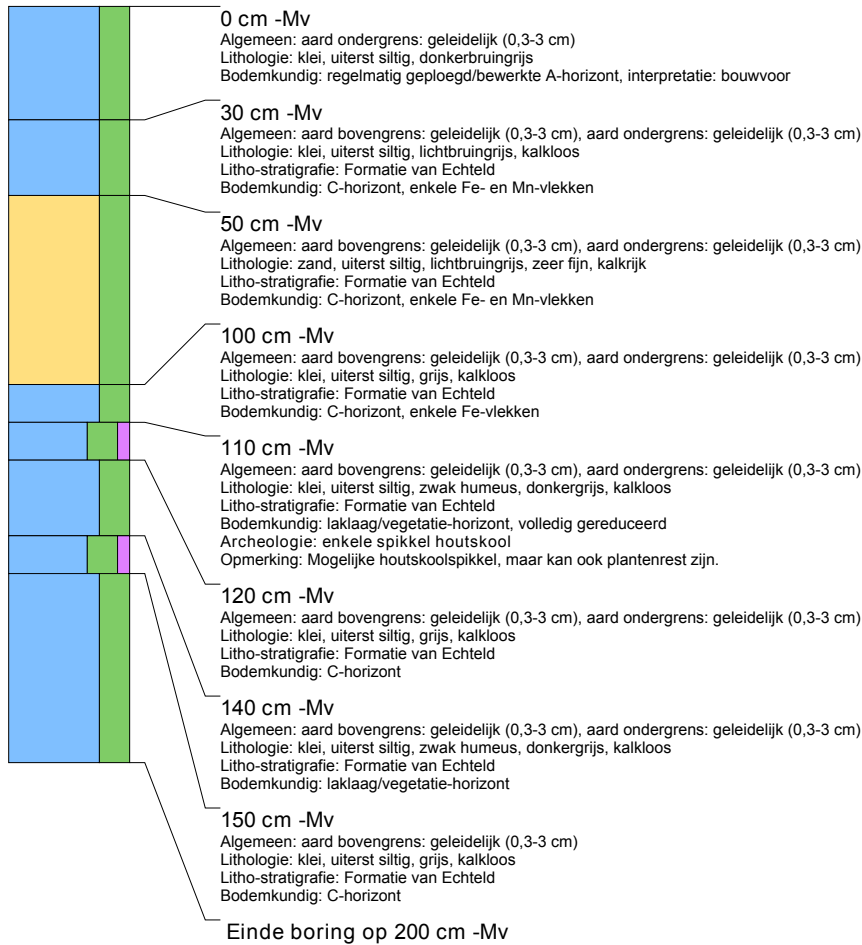 0 cm -Mv
Algemeen: aard ondergrens: geleidelijk (0,3-3 cm)
Lithologie: klei, uiterst siltig, donkerbruingrijs
Bodemkundig: regelmatig geploegd/bewerkte A-horizont, interpretatie: bouwvoor
30 cm -Mv
Algemeen: aard bovengrens: geleidelijk (0,3-3 cm), aard ondergrens: geleidelijk (0,3-3 cm)
Lithologie: klei, uiterst siltig, lichtbruingrijs, kalkloos
Litho-stratigrafie: Formatie van Echteld
Bodemkundig: C-horizont, enkele Fe- en Mn-vlekken
50 cm -Mv
Algemeen: aard bovengrens: geleidelijk (0,3-3 cm), aard ondergrens: geleidelijk (0,3-3 cm)
Lithologie: zand, uiterst siltig, lichtbruingrijs, zeer fijn, kalkrijk
Litho-stratigrafie: Formatie van Echteld
Bodemkundig: C-horizont, enkele Fe- en Mn-vlekken
100 cm -Mv
Algemeen: aard bovengrens: geleidelijk (0,3-3 cm), aard ondergrens: geleidelijk (0,3-3 cm)
Lithologie: klei, uiterst siltig, grijs, kalkloos
Litho-stratigrafie: Formatie van Echteld
Bodemkundig: C-horizont, enkele Fe-vlekken
110 cm -Mv
Algemeen: aard bovengrens: geleidelijk (0,3-3 cm), aard ondergrens: geleidelijk (0,3-3 cm)
Lithologie: klei, uiterst siltig, zwak humeus, donkergrijs, kalkloos
Litho-stratigrafie: Formatie van Echteld
Bodemkundig: laklaag/vegetatie-horizont, volledig gereduceerd
Archeologie: enkele spikkel houtskool
Opmerking: Mogelijke houtskoolspikkel, maar kan ook plantenrest zijn.
120 cm -Mv
Algemeen: aard bovengrens: geleidelijk (0,3-3 cm), aard ondergrens: geleidelijk (0,3-3 cm)
Lithologie: klei, uiterst siltig, grijs, kalkloos
Litho-stratigrafie: Formatie van Echteld
Bodemkundig: C-horizont
140 cm -Mv
Algemeen: aard bovengrens: geleidelijk (0,3-3 cm), aard ondergrens: geleidelijk (0,3-3 cm)
Lithologie: klei, uiterst siltig, zwak humeus, donkergrijs, kalkloos
Litho-stratigrafie: Formatie van Echteld
Bodemkundig: laklaag/vegetatie-horizont
150 cm -Mv
Algemeen: aard bovengrens: geleidelijk (0,3-3 cm)
Lithologie: klei, uiterst siltig, grijs, kalkloos
Litho-stratigrafie: Formatie van Echteld
Bodemkundig: C-horizont
Einde boring op 200 cm -Mv